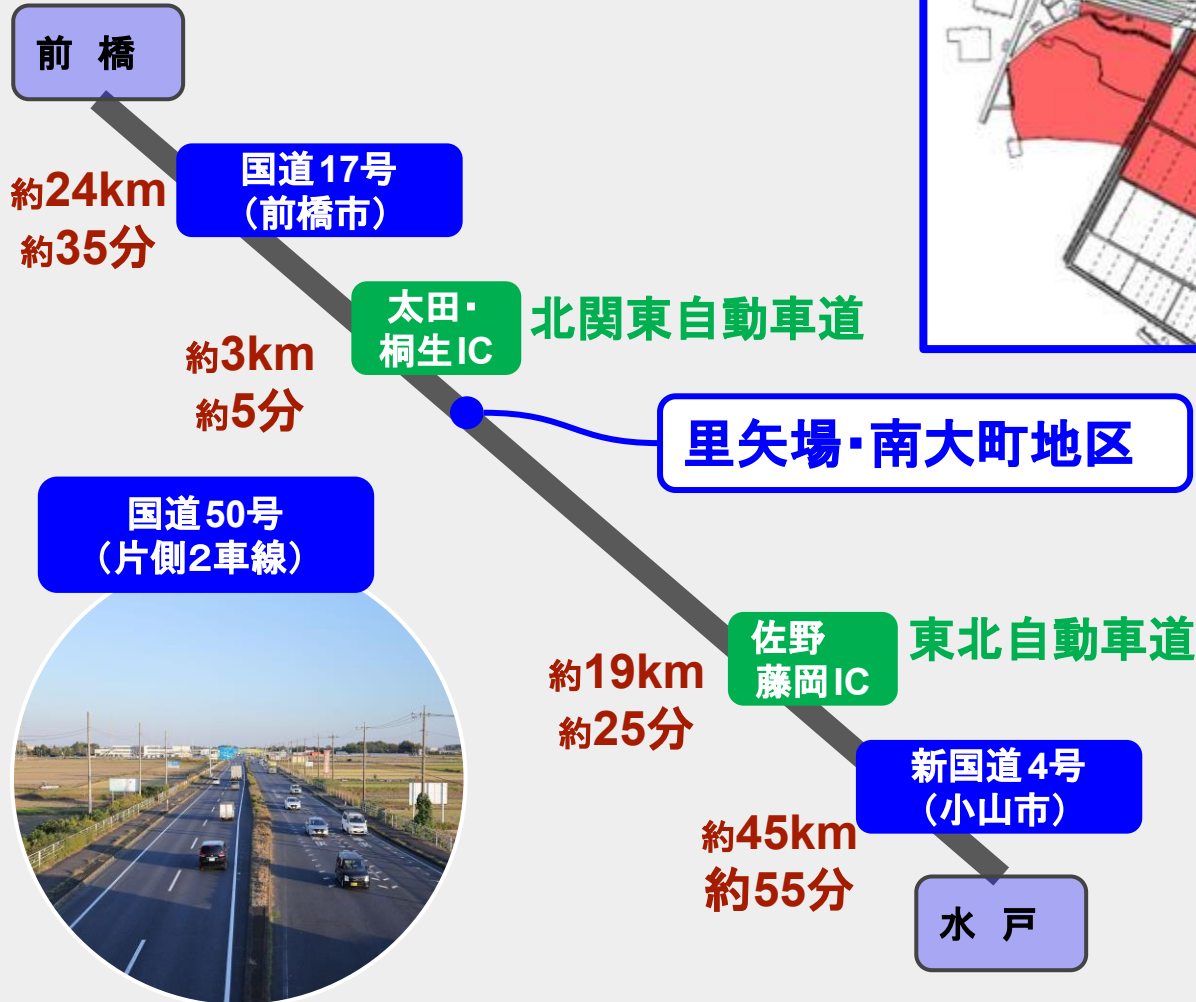 前 橋
約24km
約35分
国道17号
（前橋市）
太田・
桐生IC
北関東自動車道
約3km
約5分
里矢場・南大町地区
国道50号
（片側２車線）
佐野
藤岡IC
東北自動車道
約19km
約25分
新国道4号
（小山市）
約45km
約55分
水 戸